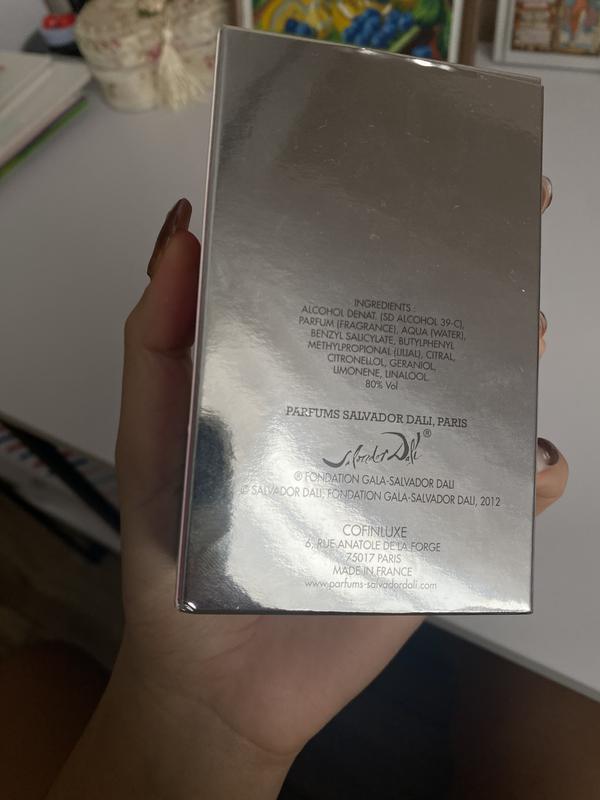 INGREDIENTS :
ALCOHOL DENAT. (SD ALCOHOL 39-C),
PARFUM (FRAGRANCE), AQUA (WATER),
BENZYL SALICYLATE, BUTYLPHENYL
METHYLPROPIONAL (LILIAL), CITRAL,
CITRONELLOL, GERANIOL,
LIMONENE, LINALOOL.
80% Vol
PARFUMS SALVADOR DALI, PARIS
Salvador Dali ®
® FONDATION GALA-SALVADOR DALI
© SALVADOR DALI, FONDATION GALA-SALVADOR DALI, 2012
COFINLUXE
6, RUE ANATOLE DE LA FORGE
75017 PARIS
MADE IN FRANCE
www.parfums-salvadordali.com